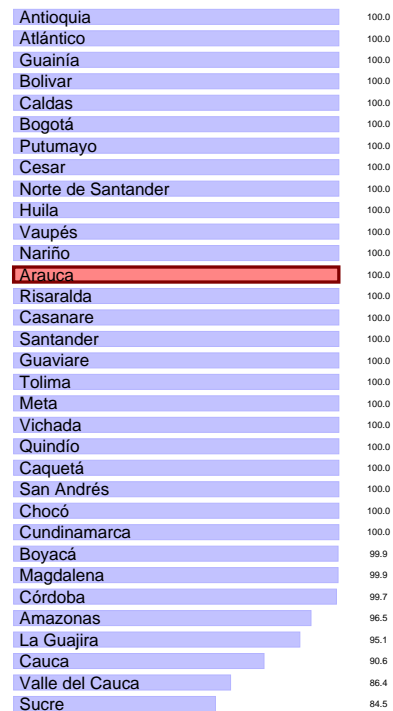 Antioquia 100.0
Atlántico 100.0
Guainía 100.0
Bolivar 100.0
Caldas 100.0
Bogotá 100.0
Putumayo 100.0
Cesar 100.0
Norte de Santander 100.0
Huila 100.0
Vaupés 100.0
Nariño 100.0
Arauca 100.0
Risaralda 100.0
Casanare 100.0
Santander 100.0
Guaviare 100.0
Tolima 100.0
Meta 100.0
Vichada 100.0
Quindío 100.0
Caquetá 100.0
San Andrés 100.0
Chocó 100.0
Cundinamarca 100.0
Boyacá 99.9
Magdalena 99.9
Córdoba 99.7
Amazonas 96.5
La Guajira 95.1
Cauca 90.6
Valle del Cauca 86.4
Sucre 84.5